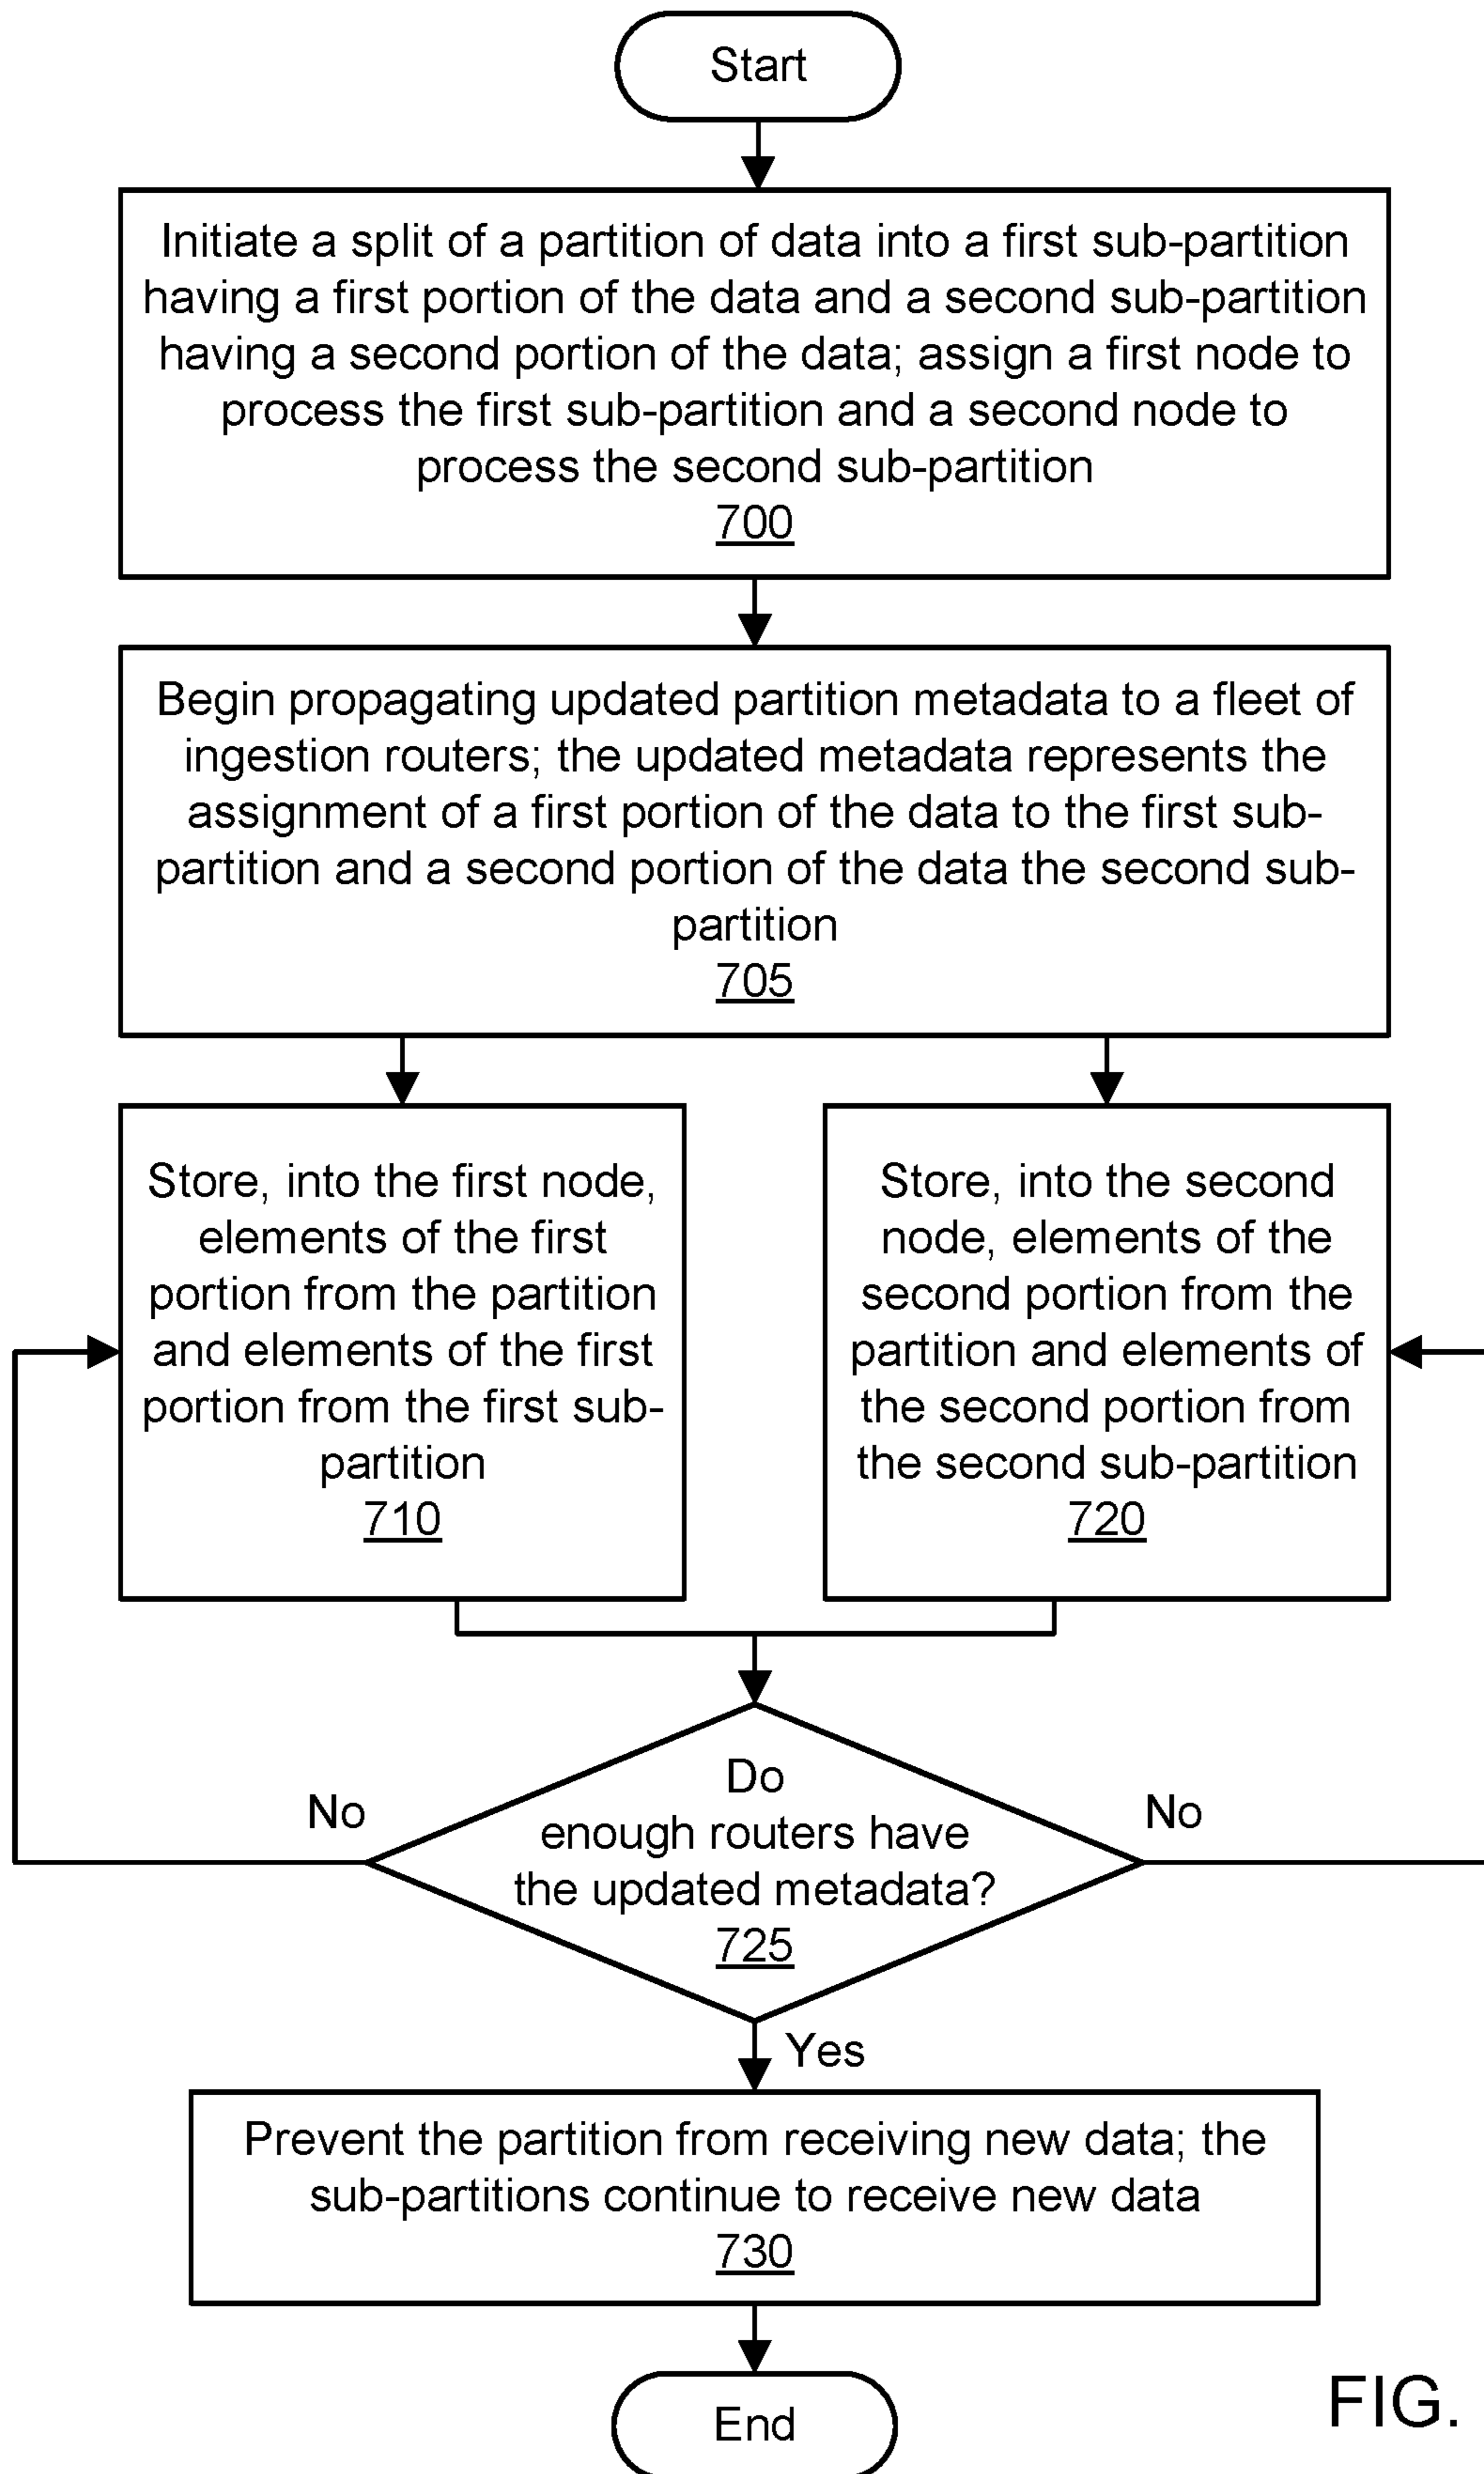 Start
Initiate a split of a partition of data into a first sub-partition
having a first portion of the data and a second sub-partition
having a second portion of the data; assign a first node to
process the first sub-partition and a second node to
process the second sub-partition
700
Begin propagating updated partition metadata to a fleet of
ingestion routers; the updated metadata represents the
assignment of a first portion of the data to the first sub-
partition and a second portion of the data the second sub-
partition
705
Store, into the first node,
elements of the first
portion from the partition
and elements of the first
portion from the first sub-
partition
710
Store, into the second
node, elements of the
second portion from the
partition and elements of
the second portion from
the second sub-partition
720
Do
enough routers have
the updated metadata?
725
No
No
Yes
Prevent the partition from receiving new data; the
sub-partitions continue to receive new data
730
End
FIG.